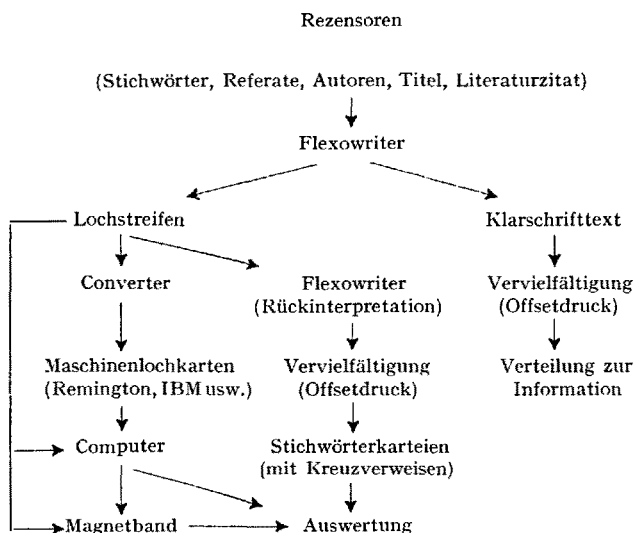 Rezensoren
(Stichwörter, Referate, Autoren, Titel, Literaturzitat)
Flexowriter
Lochstreifen
Klarschrifttext
Converter
Flexowriter
(Rückinterpretation)
Vervielfältigung
(Offsetdruck)
Maschinenlochkarten
(Remington, IBM usw.)
Vervielfältigung
(Offsetdruck)
Verteilung zur
Information
Computer
Stichwörterkarteien
(mit Kreuzverweisen)
Magnetband
Auswertung